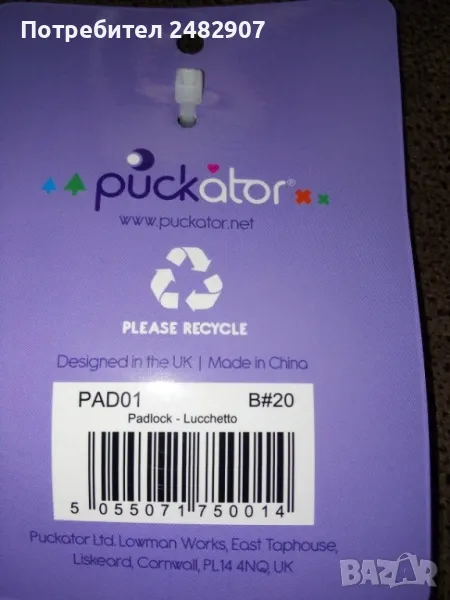 Потребител 2482907
puckator®
www.puckator.net
PLEASE RECYCLE
Designed in the UK | Made in China
PAD01 B#20
Padlock - Lucchetto
5 055071 750014
Puckator Ltd. Lowman Works, East Taphouse,
Liskeard, Cornwall, PL14 4NQ, UK
BAZAR